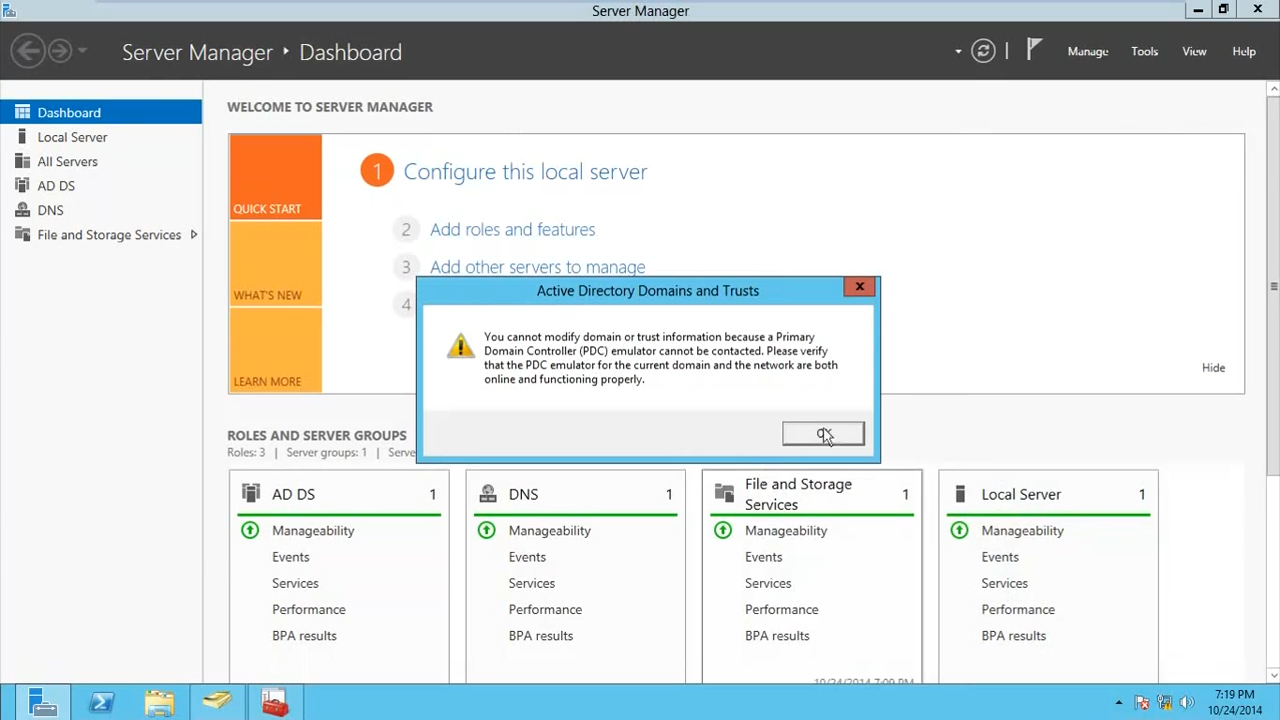 Server Manager
Server Manager ‣ Dashboard
Manage
Tools
View
Help
Dashboard
Local Server
All Servers
AD DS
DNS
File and Storage Services
WELCOME TO SERVER MANAGER
QUICK START
WHAT'S NEW
LEARN MORE
1 Configure this local server
2 Add roles and features
3 Add other servers to manage
4
Hide
Active Directory Domains and Trusts
You cannot modify domain or trust information because a Primary
Domain Controller (PDC) emulator cannot be contacted. Please verify
that the PDC emulator for the current domain and the network are both
online and functioning properly.
ROLES AND SERVER GROUPS
Roles: 3 | Server groups: 1 |
AD DS 1
Manageability
Events
Services
Performance
BPA results
DNS 1
Manageability
Events
Services
Performance
BPA results
File and Storage
Services 1
Manageability
Events
Services
Performance
BPA results
10/24/2014 7:09 PM
Local Server 1
Manageability
Events
Services
Performance
BPA results
7:19 PM
10/24/2014